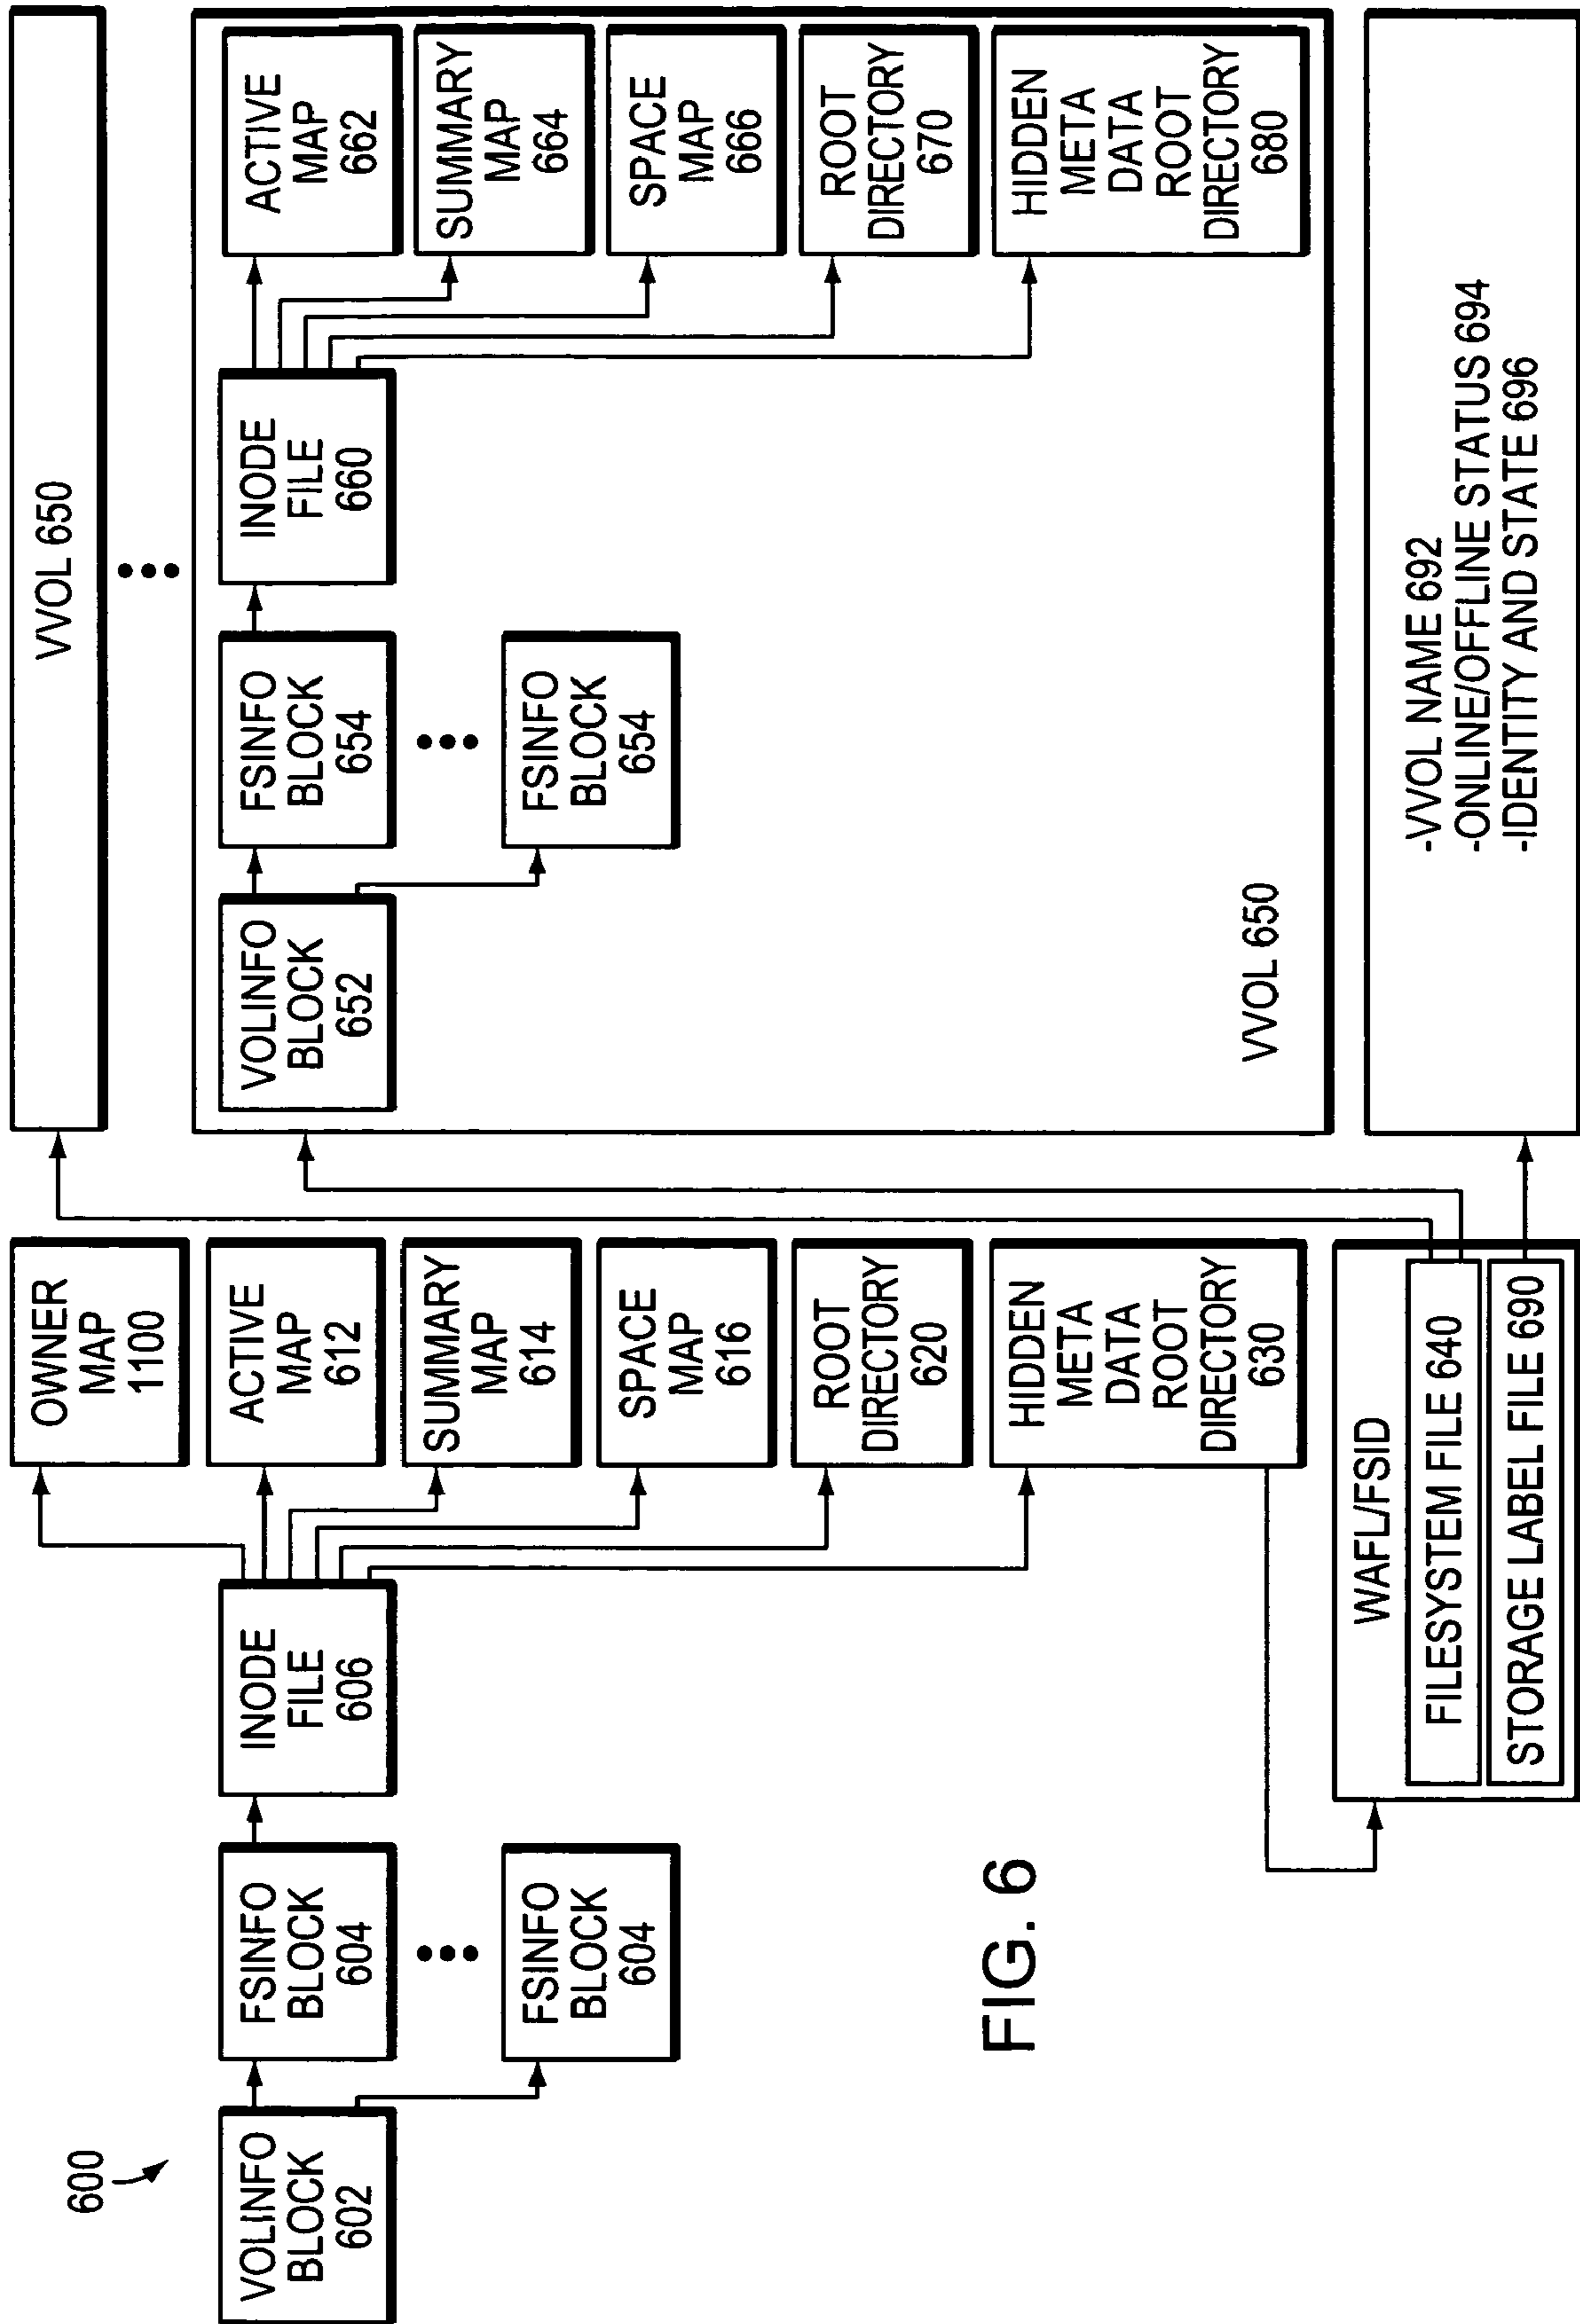 600
VOLINFO
BLOCK
602
FSINFO
BLOCK
604
FSINFO
BLOCK
604
INODE
FILE
606
OWNER
MAP
1100
ACTIVE
MAP
612
SUMMARY
MAP
614
SPACE
MAP
616
ROOT
DIRECTORY
620
HIDDEN
META
DATA
ROOT
DIRECTORY
630
WAFL/FSID
FILESYSTEM FILE 640
STORAGE LABEL FILE 690
VVOL 650
VOLINFO
BLOCK
652
FSINFO
BLOCK
654
FSINFO
BLOCK
654
INODE
FILE
660
ACTIVE
MAP
662
SUMMARY
MAP
664
SPACE
MAP
666
ROOT
DIRECTORY
670
HIDDEN
META
DATA
ROOT
DIRECTORY
680
VVOL 650
-VVOL NAME 692
-ONLINE/OFFLINE STATUS 694
-IDENTITY AND STATE 696
FIG. 6